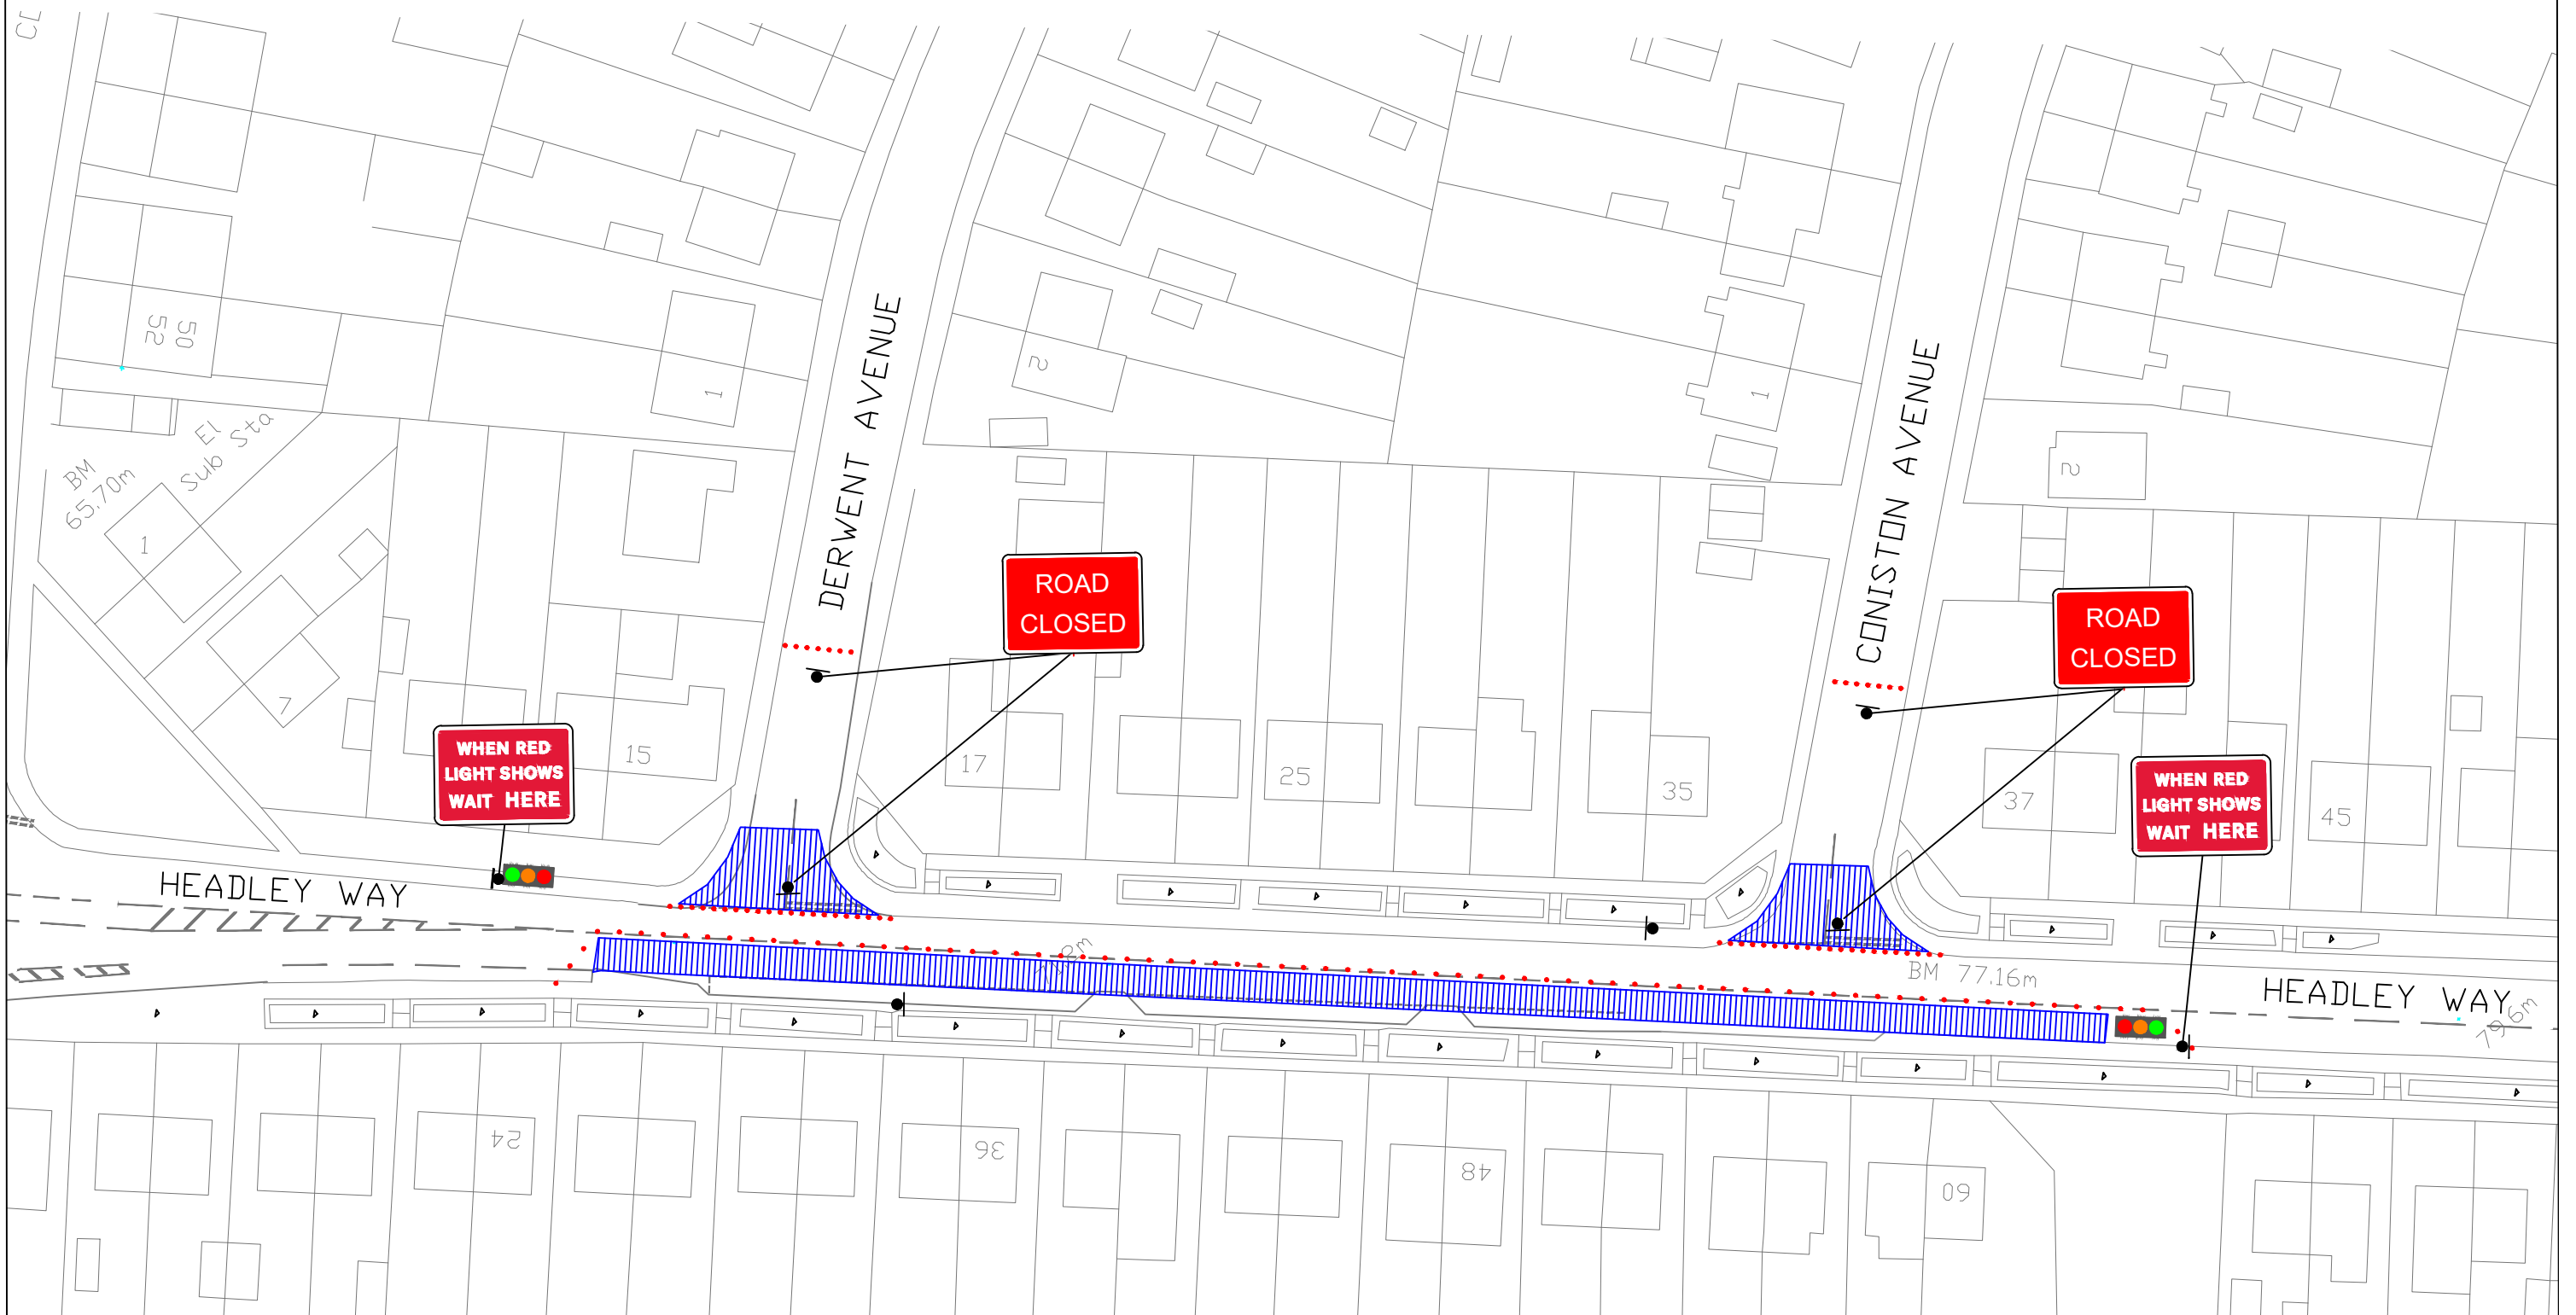 52
50
1
2
1
2
El
Sub Sta
BM
65.70m
1
7
DERWENT AVENUE
CONISTON AVENUE
ROAD
CLOSED
ROAD
CLOSED
WHEN RED
LIGHT SHOWS
WAIT HERE
15
17
25
35
37
WHEN RED
LIGHT SHOWS
WAIT HERE
45
HEADLEY WAY
BM 77.16m
HEADLEY WAY
79.6m
24
36
48
60